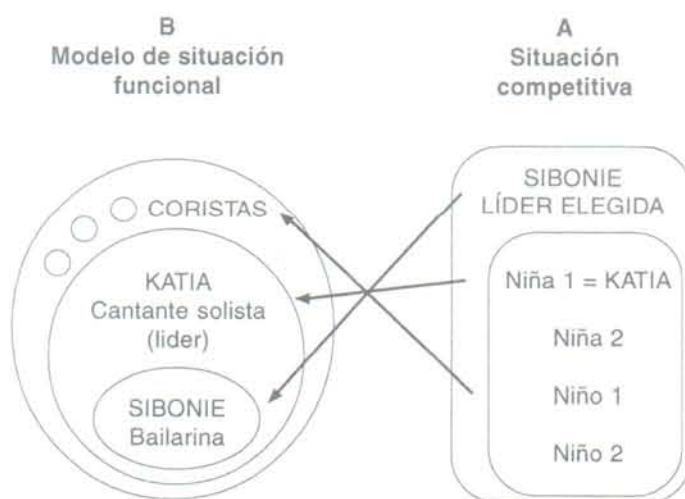 B
Modelo de situación
funcional
A
Situación
competitiva
CORISTAS
KATIA
Cantante solista
(lider)
SIBONIE
Bailarina
SIBONIE
LÍDER ELEGIDA
Niña 1 = KATIA
Niña 2
Niño 1
Niño 2